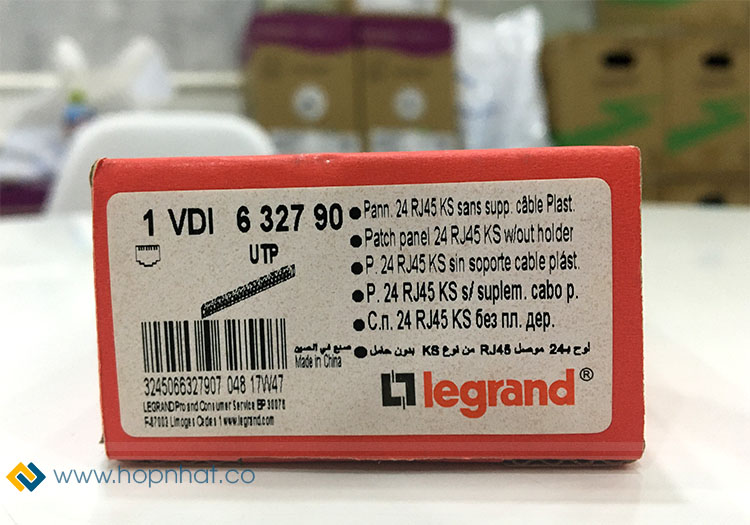 1 VDI 6 327 90
UTP
Pann. 24 RJ45 KS sans supp. câble Plast.
Patch panel 24 RJ45 KS w/out holder
P. 24 RJ45 KS sin soporte cable plást.
P. 24 RJ45 KS s/ suplem. cabo p.
С.п. 24 RJ45 KS без пл. дер.
لوح بـ24 موصل RJ45 من نوع KS بدون حامل
صنع في الصين
Made in China
3245066327907 048 17W47
LEGRAND Pro and Consumer Service BP 30076
F-87002 Limoges Cedex 1 www.legrand.com
legrand®
www.hopnhat.co